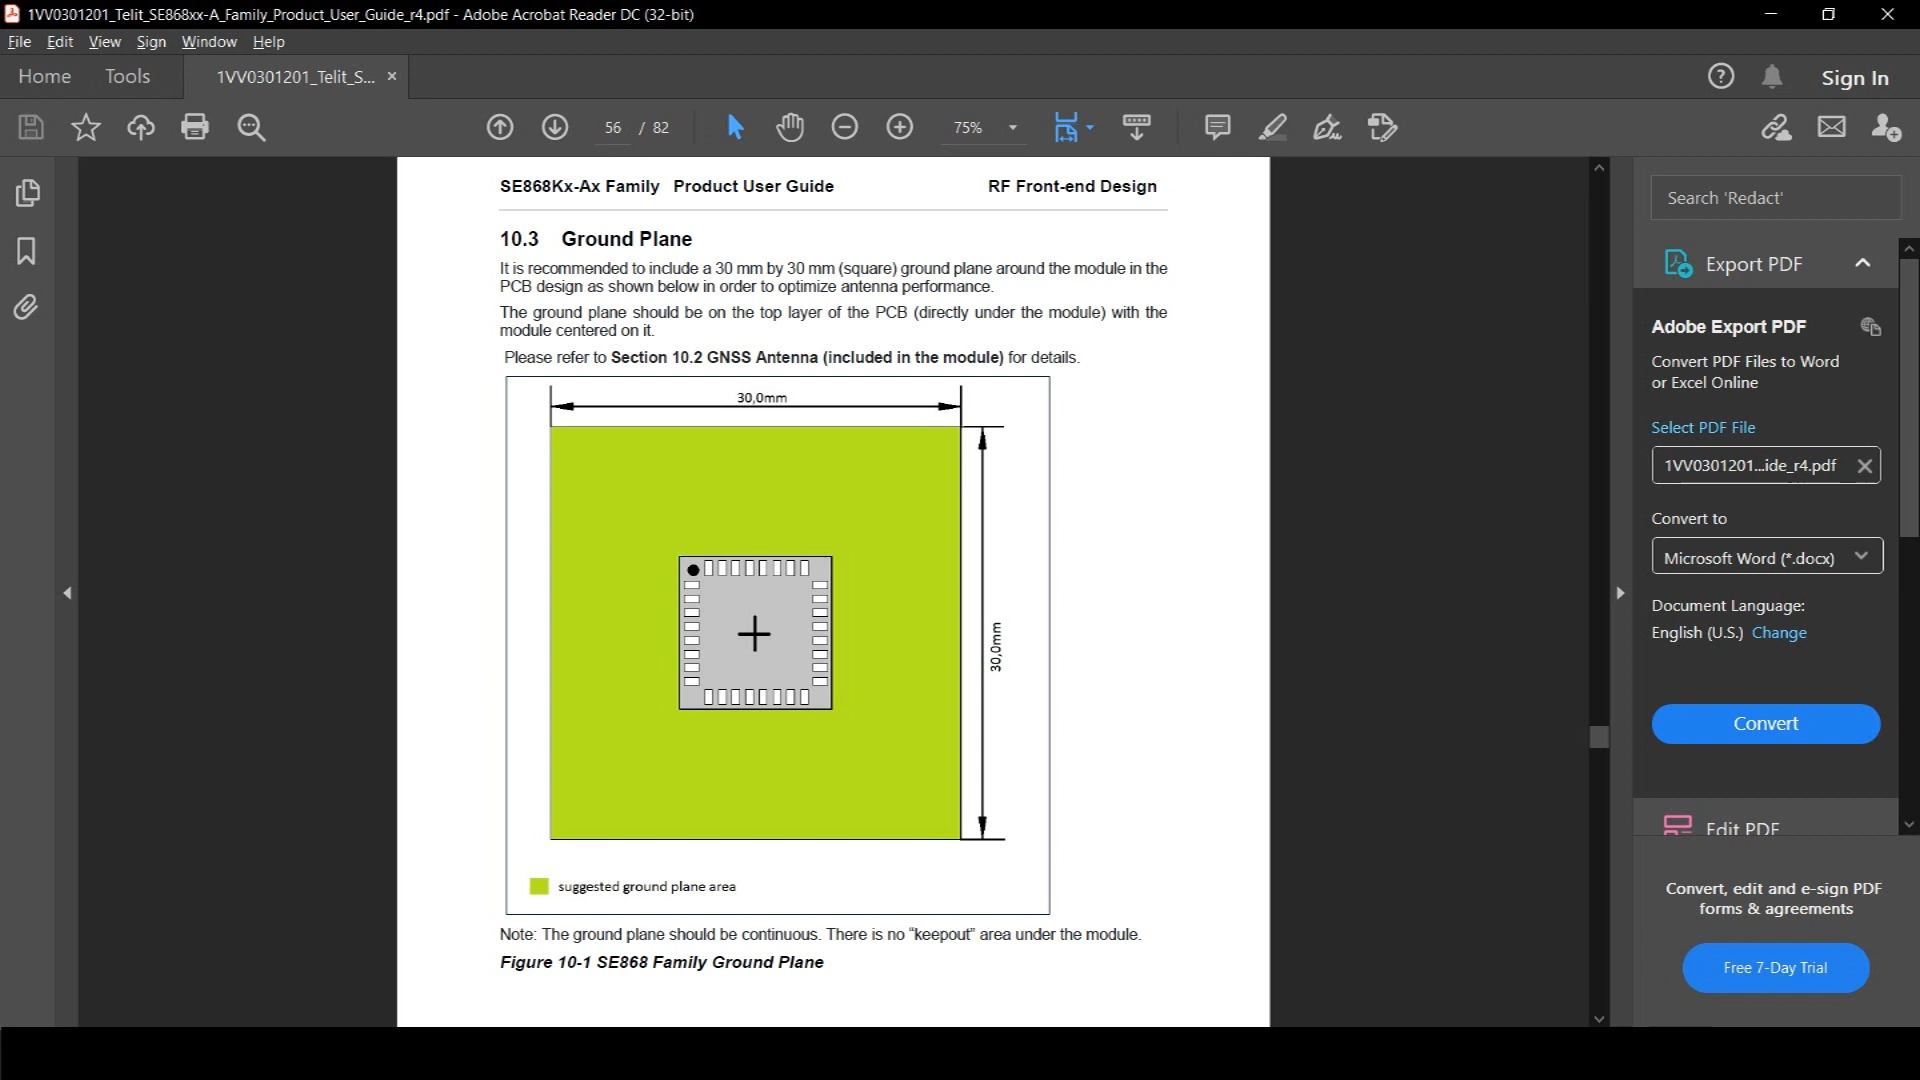 1VV0301201_Telit_SE868xx-A_Family_Product_User_Guide_r4.pdf - Adobe Acrobat Reader DC (32-bit)
File Edit View Sign Window Help
Home Tools 1VV0301201_Telit_S... Sign In
56 / 82 75%
SE868Kx-Ax Family Product User Guide RF Front-end Design
10.3 Ground Plane
It is recommended to include a 30 mm by 30 mm (square) ground plane around the module in the
PCB design as shown below in order to optimize antenna performance.
The ground plane should be on the top layer of the PCB (directly under the module) with the
module centered on it.
Please refer to Section 10.2 GNSS Antenna (included in the module) for details.
30,0mm
30,0mm
suggested ground plane area
Note: The ground plane should be continuous. There is no "keepout" area under the module.
Figure 10-1 SE868 Family Ground Plane
Search 'Redact'
Export PDF
Adobe Export PDF
Convert PDF Files to Word
or Excel Online
Select PDF File
1VV0301201...ide_r4.pdf
Convert to
Microsoft Word (*.docx)
Document Language:
English (U.S.) Change
Convert
Edit PDF
Convert, edit and e-sign PDF
forms & agreements
Free 7-Day Trial